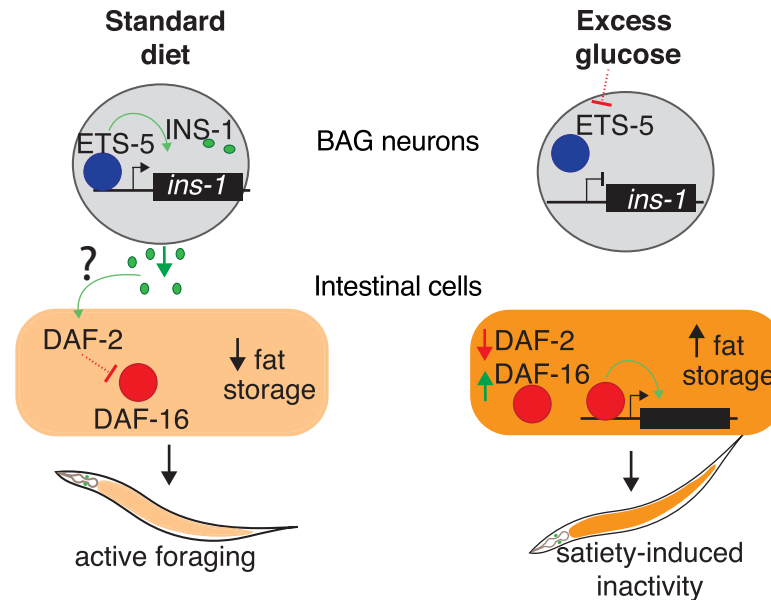 Standard
diet
Excess
glucose
BAG neurons
ETS-5
INS-1
ins-1
ETS-5
ins-1
?
Intestinal cells
DAF-2
DAF-16
fat
storage
DAF-2
DAF-16
fat
storage
active foraging
satiety-induced
inactivity